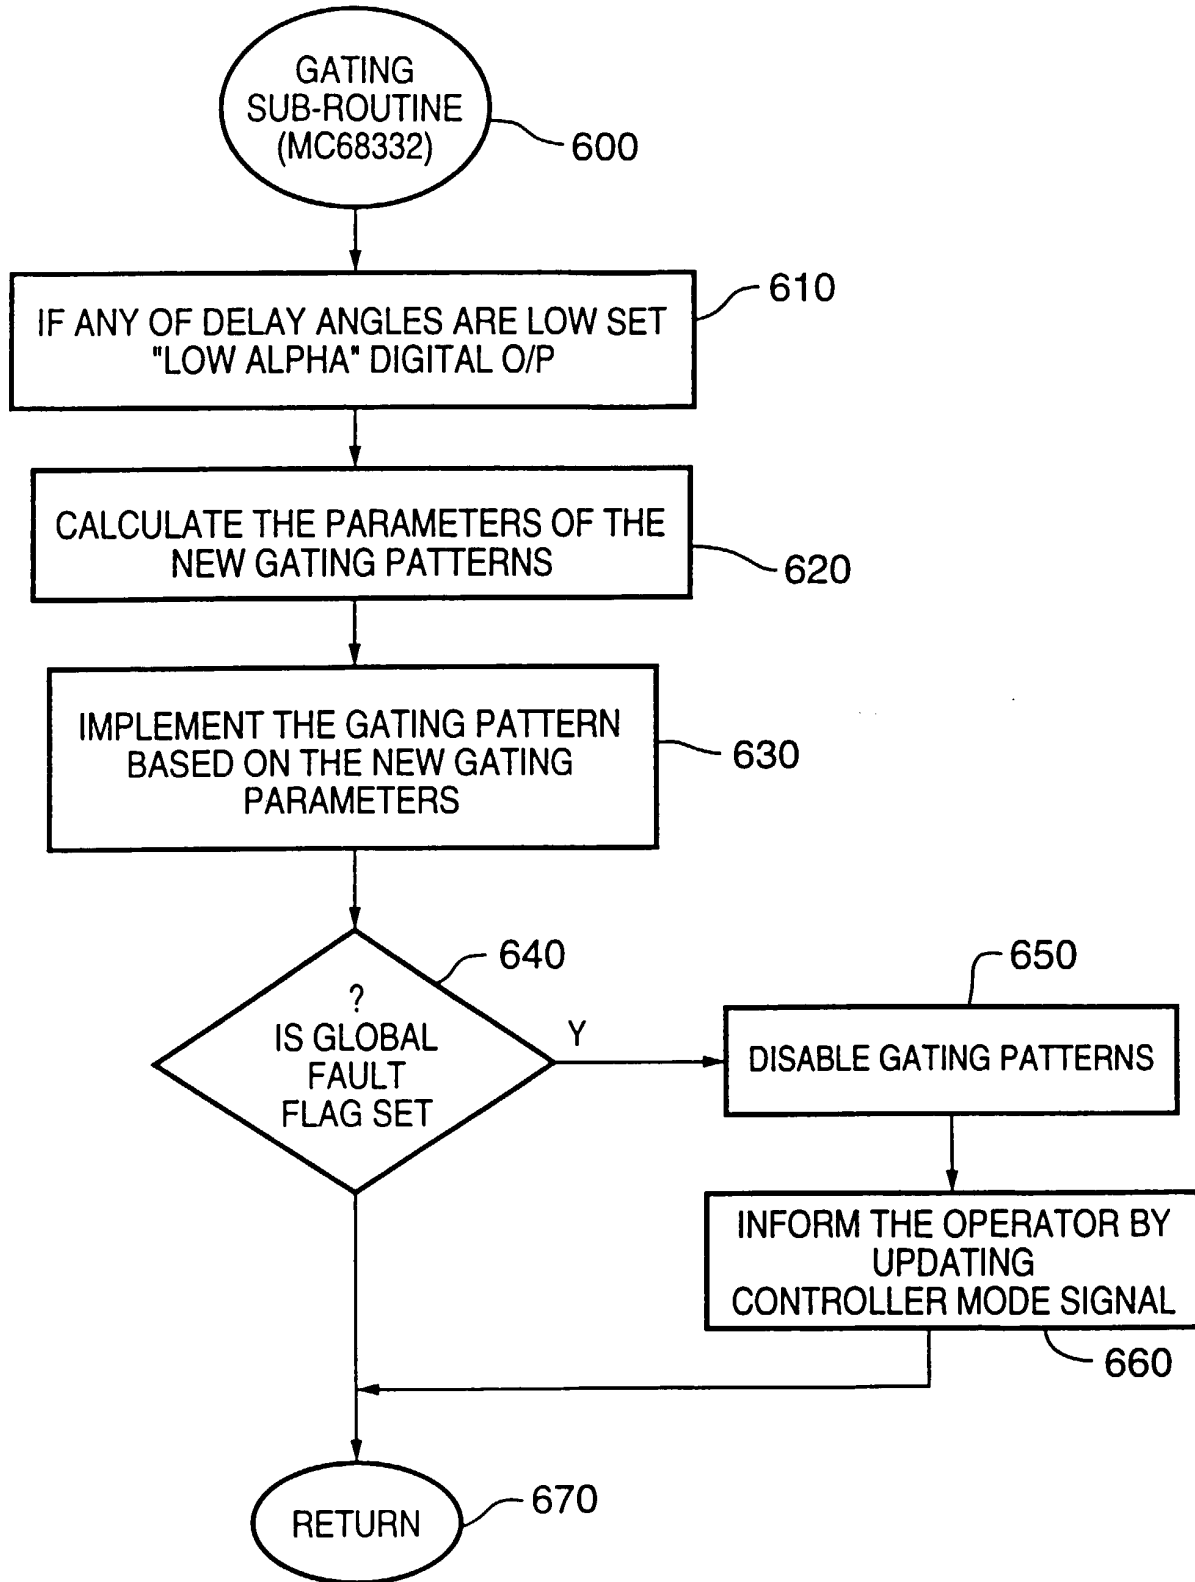 GATING
SUB-ROUTINE
(MC68332)
600
610
IF ANY OF DELAY ANGLES ARE LOW SET
"LOW ALPHA" DIGITAL O/P
CALCULATE THE PARAMETERS OF THE
NEW GATING PATTERNS
620
IMPLEMENT THE GATING PATTERN
BASED ON THE NEW GATING
PARAMETERS
630
640
?
IS GLOBAL
FAULT
FLAG SET
Y
650
DISABLE GATING PATTERNS
INFORM THE OPERATOR BY
UPDATING
CONTROLLER MODE SIGNAL
660
RETURN
670